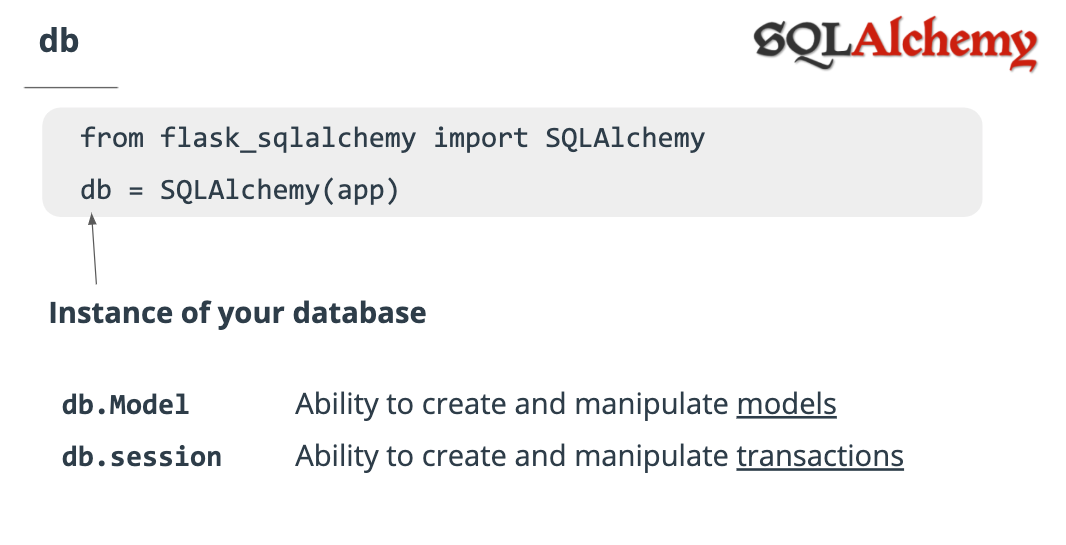 db
SQLAlchemy
from flask_sqlalchemy import SQLAlchemy
db = SQLAlchemy(app)
Instance of your database
db.Model Ability to create and manipulate models
db.session Ability to create and manipulate transactions